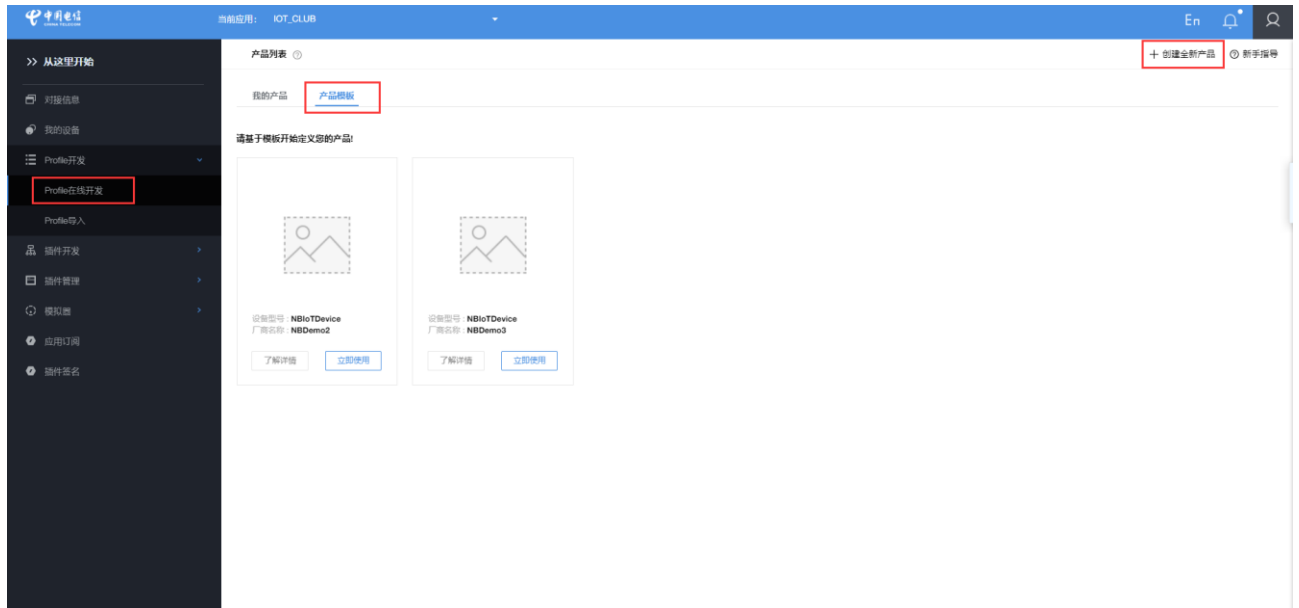 中国电信
CHINA TELECOM
当前应用： IOT_CLUB
En
>> 从这里开始
对接信息
我的设备
Profile开发
Profile在线开发
Profile导入
插件开发
插件管理
模拟器
应用订阅
插件签名
产品列表
+ 创建全新产品
新手指导
我的产品
产品模板
请基于模板开始定义您的产品!
设备型号 : NBIoTDevice
厂商名称 : NBDemo2
了解详情
立即使用
设备型号 : NBIoTDevice
厂商名称 : NBDemo3
了解详情
立即使用